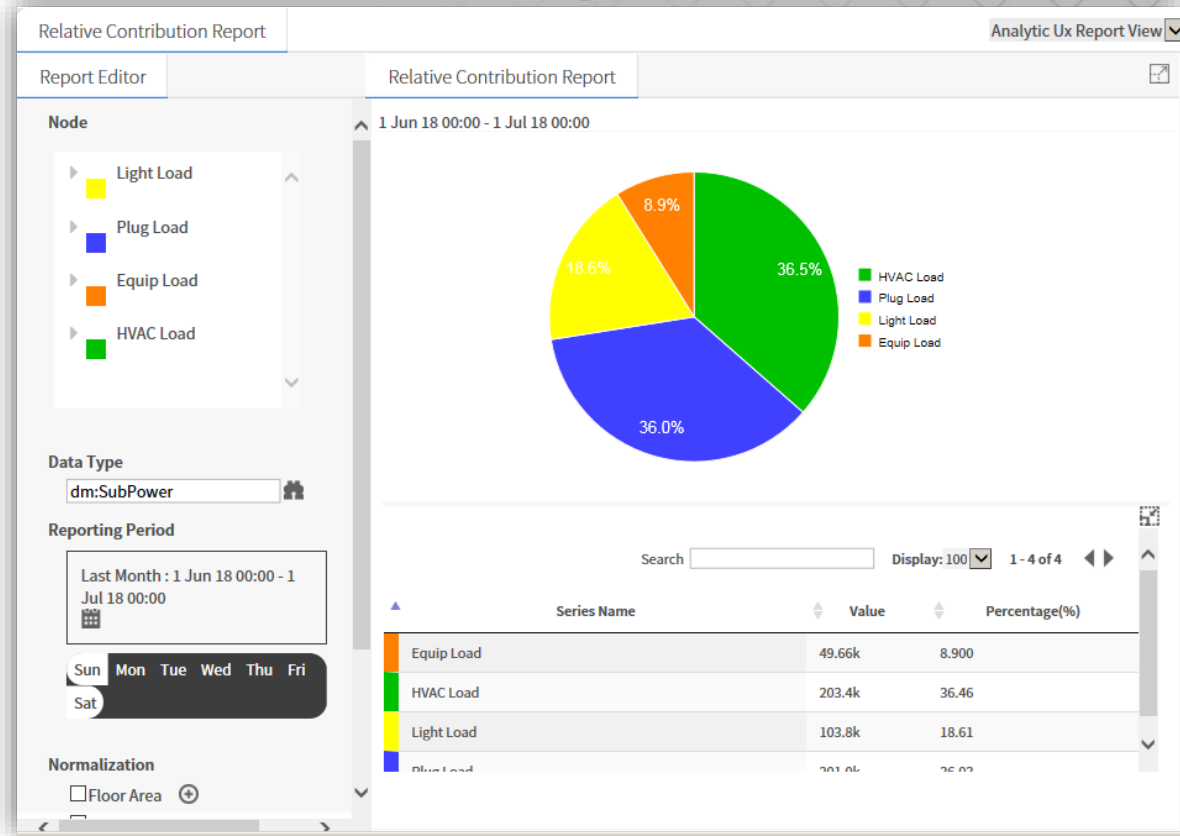 Relative Contribution Report
Analytic Ux Report View
Report Editor
Relative Contribution Report
Node
Light Load
Plug Load
Equip Load
HVAC Load
Data Type
dm:SubPower
Reporting Period
Last Month : 1 Jun 18 00:00 - 1
Jul 18 00:00
Sun Mon Tue Wed Thu Fri
Sat
Normalization
Floor Area
1 Jun 18 00:00 - 1 Jul 18 00:00
8.9%
18.6%
36.5%
36.0%
HVAC Load
Plug Load
Light Load
Equip Load
Search
Display: 100
1 - 4 of 4
Series Name Value Percentage(%)
Equip Load 49.66k 8.900
HVAC Load 203.4k 36.46
Light Load 103.8k 18.61
Plug Load